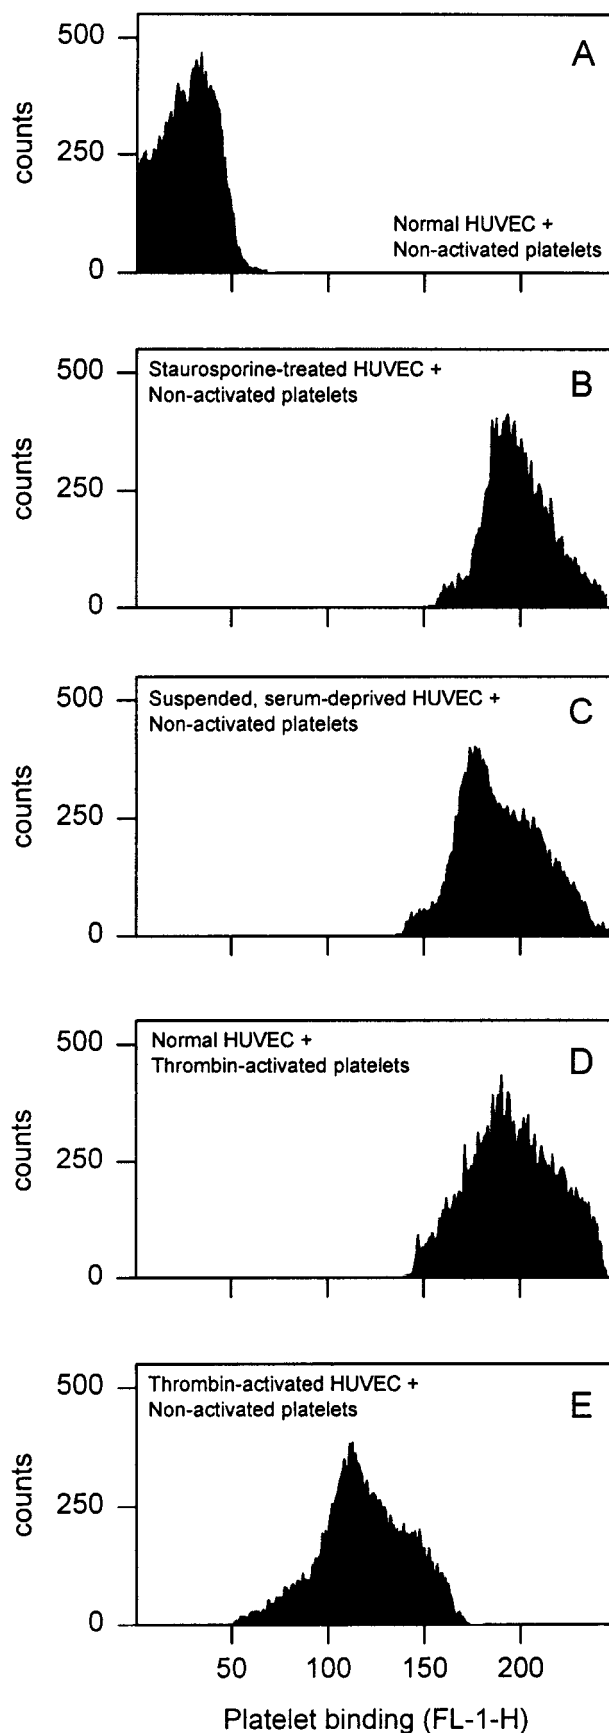 500
A
counts
250
Normal HUVEC +
Non-activated platelets
0
500
Staurosporine-treated HUVEC +
Non-activated platelets
B
counts
250
0
500
Suspended, serum-deprived HUVEC +
Non-activated platelets
C
counts
250
0
500
Normal HUVEC +
Thrombin-activated platelets
D
counts
250
0
500
Thrombin-activated HUVEC +
Non-activated platelets
E
counts
250
0
50 100 150 200
Platelet binding (FL-1-H)